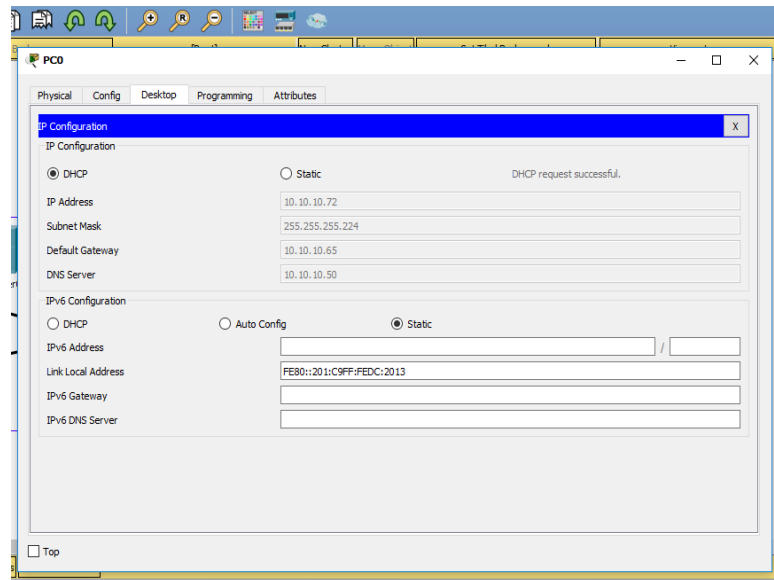 PC0
Physical Config Desktop Programming Attributes
IP Configuration X
IP Configuration
DHCP Static DHCP request successful.
IP Address 10.10.10.72
Subnet Mask 255.255.255.224
Default Gateway 10.10.10.65
DNS Server 10.10.10.50
IPv6 Configuration
DHCP Auto Config Static
IPv6 Address /
Link Local Address FE80::201:C9FF:FEDC:2013
IPv6 Gateway
IPv6 DNS Server
Top